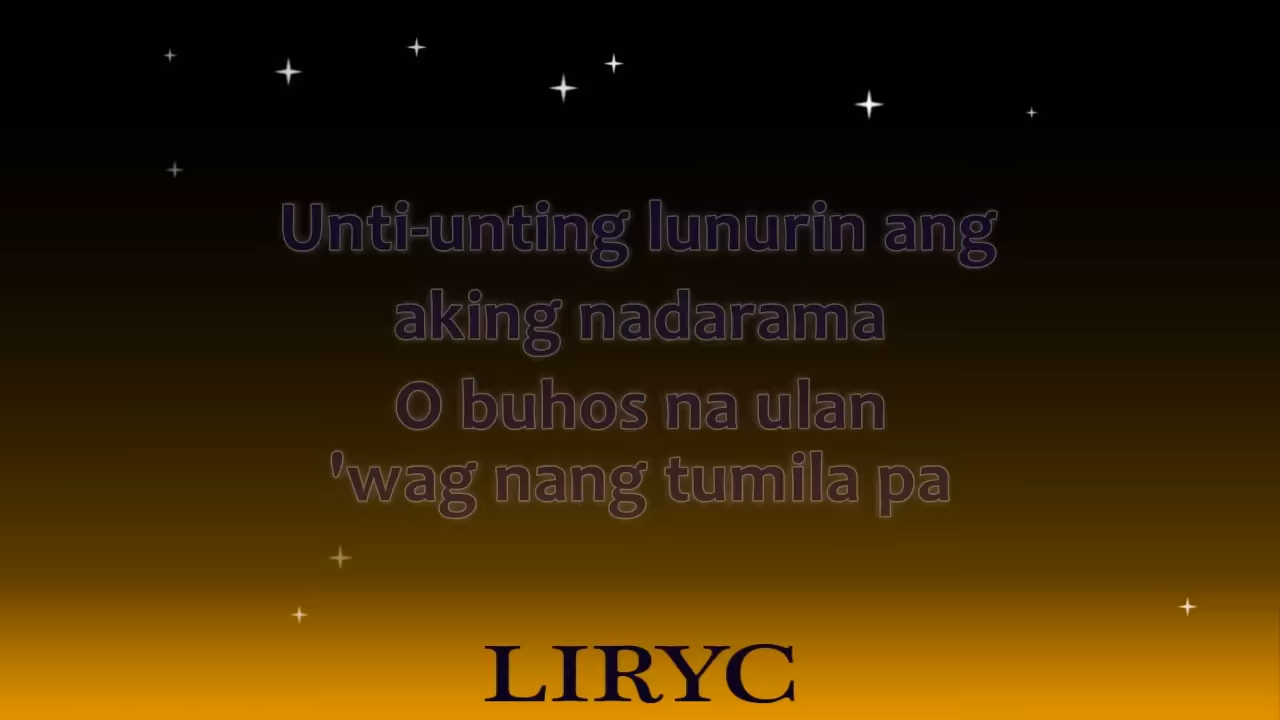 Unti-unting lunurin ang
aking nadarama
O buhos na ulan
'wag nang tumila pa
LIRYC